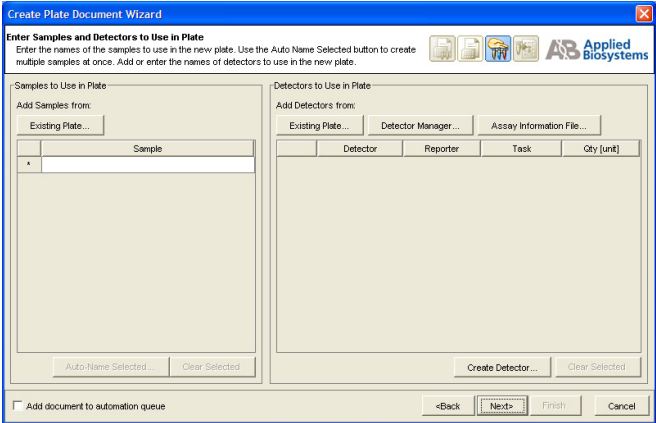 Create Plate Document Wizard
Enter Samples and Detectors to Use in Plate
Enter the names of the samples to use in the new plate. Use the Auto Name Selected button to create
multiple samples at once. Add or enter the names of detectors to use in the new plate.
AB Applied
Biosystems
Samples to Use in Plate
Add Samples from:
Existing Plate...
Sample
*
Auto-Name Selected... Clear Selected
Detectors to Use in Plate
Add Detectors from:
Existing Plate... Detector Manager... Assay Information File...
Detector Reporter Task Qty [unit]
Create Detector... Clear Selected
Add document to automation queue
<Back Next> Finish Cancel